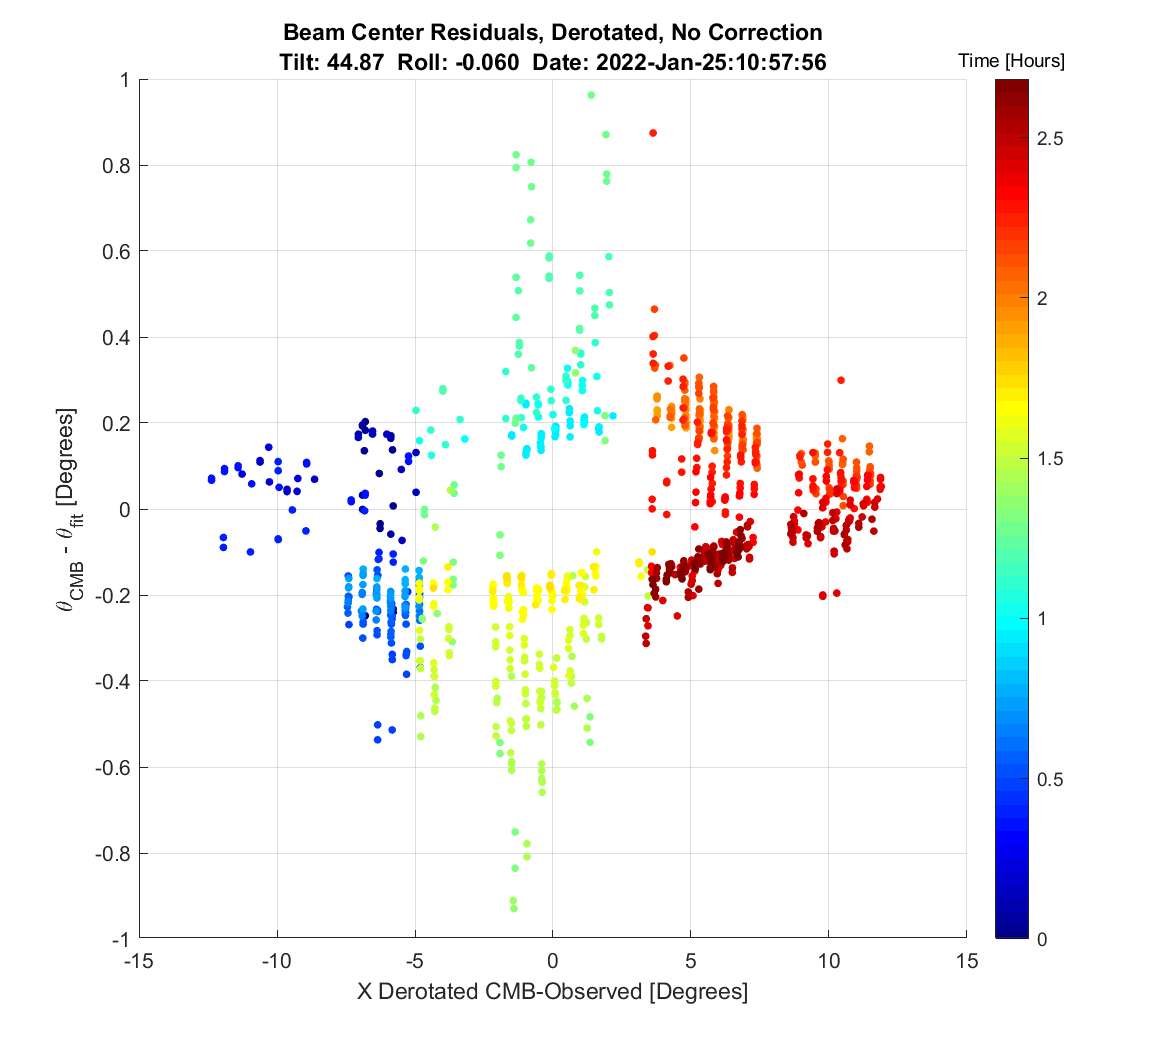 Beam Center Residuals, Derotated, No Correction
Tilt: 44.87 Roll: -0.060 Date: 2022-Jan-25:10:57:56
Time [Hours]
1
0.8
0.6
0.4
0.2
0
-0.2
-0.4
-0.6
-0.8
-1
θCMB - θfit [Degrees]
-15 -10 -5 0 5 10 15
X Derotated CMB-Observed [Degrees]
2.5
2
1.5
1
0.5
0